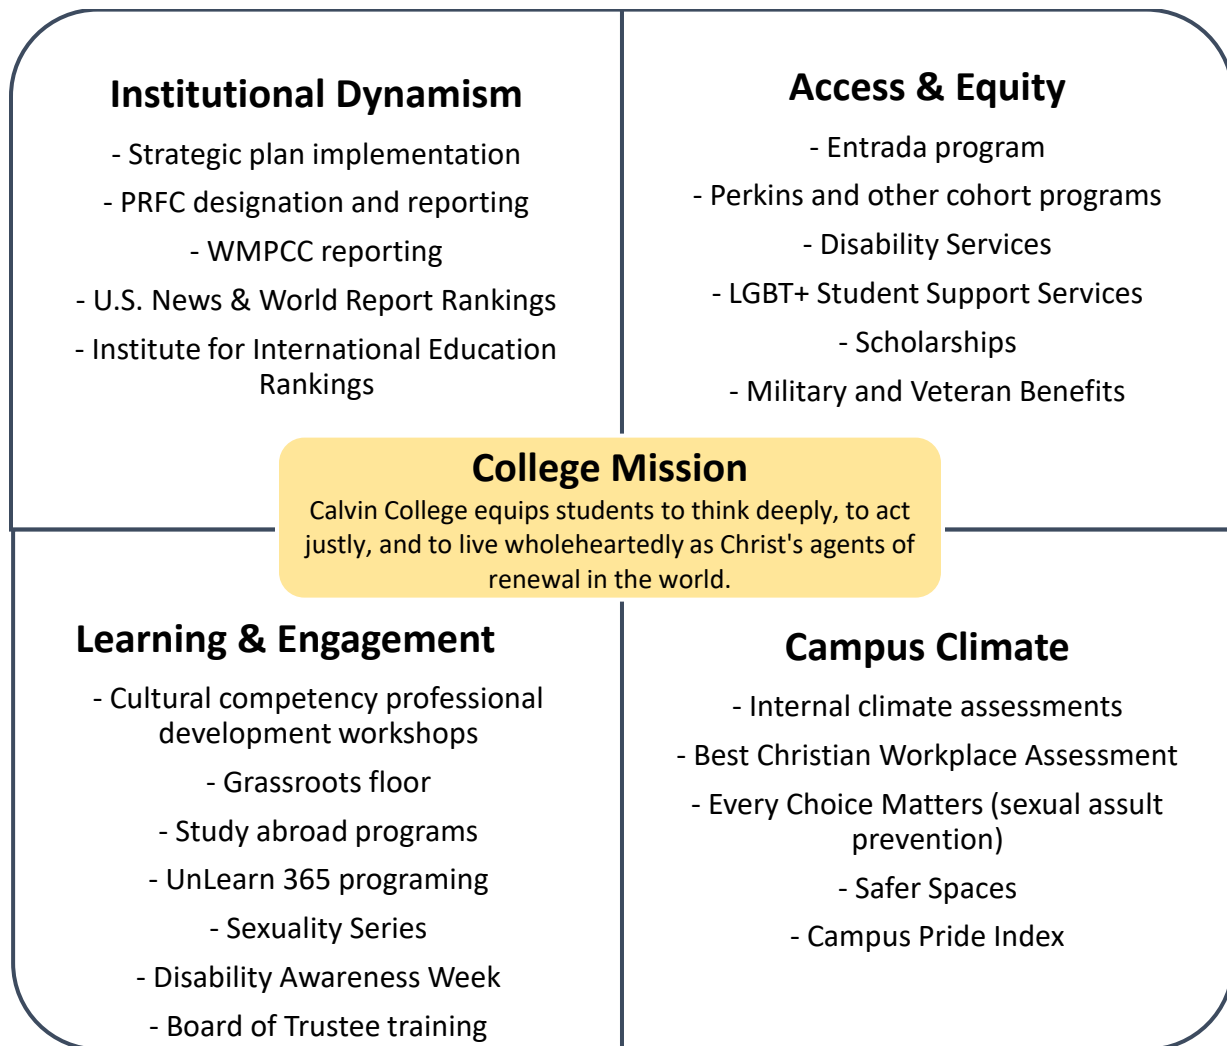 Institutional Dynamism
- Strategic plan implementation
- PRFC designation and reporting
- WMPCC reporting
- U.S. News & World Report Rankings
- Institute for International Education
Rankings
Access & Equity
- Entrada program
- Perkins and other cohort programs
- Disability Services
- LGBT+ Student Support Services
- Scholarships
- Military and Veteran Benefits
College Mission
Calvin College equips students to think deeply, to act
justly, and to live wholeheartedly as Christ's agents of
renewal in the world.
Learning & Engagement
- Cultural competency professional
development workshops
- Grassroots floor
- Study abroad programs
- UnLearn 365 programing
- Sexuality Series
- Disability Awareness Week
- Board of Trustee training
Campus Climate
- Internal climate assessments
- Best Christian Workplace Assessment
- Every Choice Matters (sexual assult
prevention)
- Safer Spaces
- Campus Pride Index